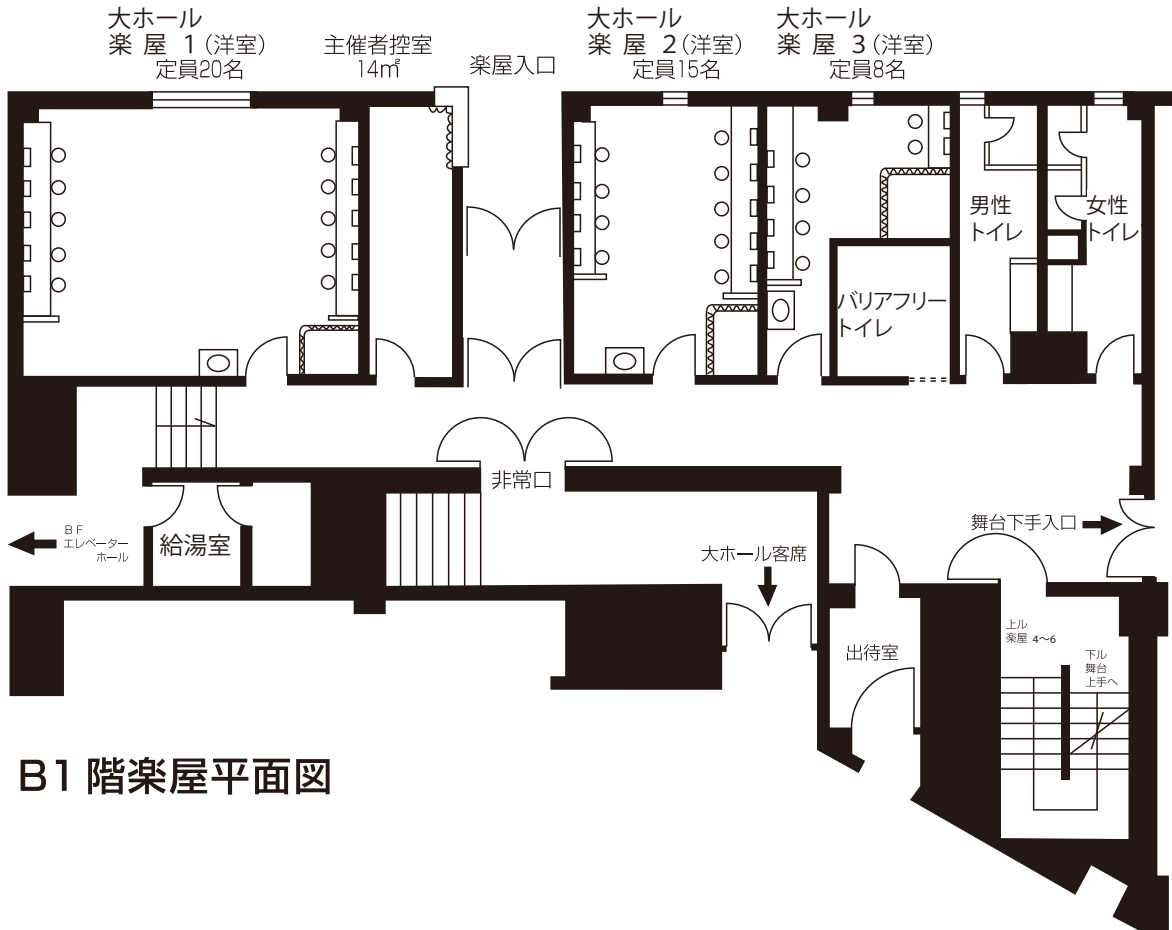 大ホール
楽 屋 1 (洋室)
定員20名
主催者控室
14㎡
楽屋入口
大ホール
楽 屋 2 (洋室)
定員15名
大ホール
楽 屋 3 (洋室)
定員8名
男性
トイレ
女性
トイレ
バリアフリー
トイレ
非常口
BF
エレベーター
ホール
給湯室
大ホール客席
舞台下手入口
出待室
上ル
楽屋 4〜6
下ル
舞台
上手へ
B1 階楽屋平面図